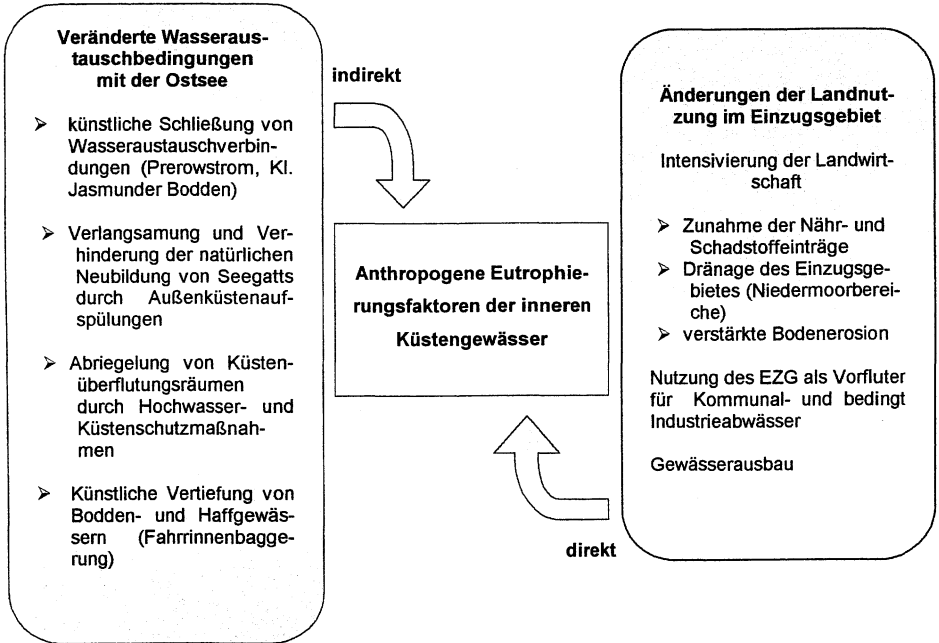 Veränderte Wasseraus-
tauschbedingungen
mit der Ostsee
➢ künstliche Schließung von
Wasseraustauschverbin-
dungen (Prerowstrom, Kl.
Jasmunder Bodden)
➢ Verlangsamung und Ver-
hinderung der natürlichen
Neubildung von Seegatts
durch Außenküstenauf-
spülungen
➢ Abriegelung von Küsten-
überflutungsräumen
durch Hochwasser- und
Küstenschutzmaßnah-
men
➢ Künstliche Vertiefung von
Bodden- und Haffgewäs-
sern (Fahrrinnenbagge-
rung)
indirekt
Anthropogene Eutrophie-
rungsfaktoren der inneren
Küstengewässer
direkt
Änderungen der Landnut-
zung im Einzugsgebiet
Intensivierung der Landwirt-
schaft
➢ Zunahme der Nähr- und
Schadstoffeinträge
➢ Dränage des Einzugsge-
bietes (Niedermoorberei-
che)
➢ verstärkte Bodenerosion
Nutzung des EZG als Vorfluter
für Kommunal- und bedingt
Industrieabwässer
Gewässerausbau